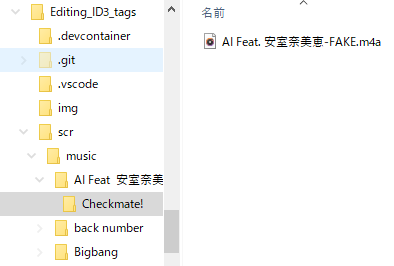 Editing_ID3_tags
.devcontainer
.git
.vscode
img
scr
music
AI Feat 安室奈美
Checkmate!
back number
Bigbang
名前
AI Feat. 安室奈美恵-FAKE.m4a